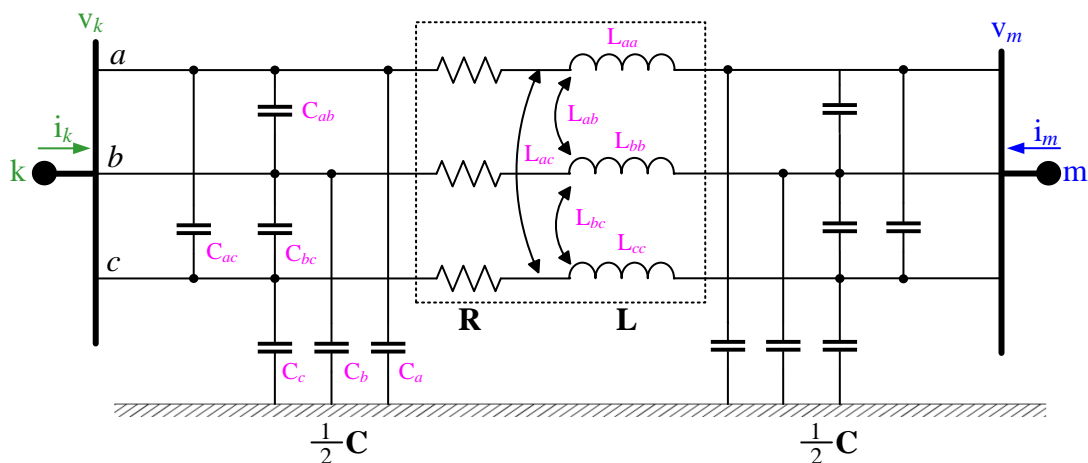 v_k
v_m
a
L_aa
C_ab
L_ab
i_k
i_m
b
L_ac
L_bb
k
m
L_bc
C_ac
C_bc
L_cc
c
R
L
C_c
C_b
C_a
1/2 C
1/2 C